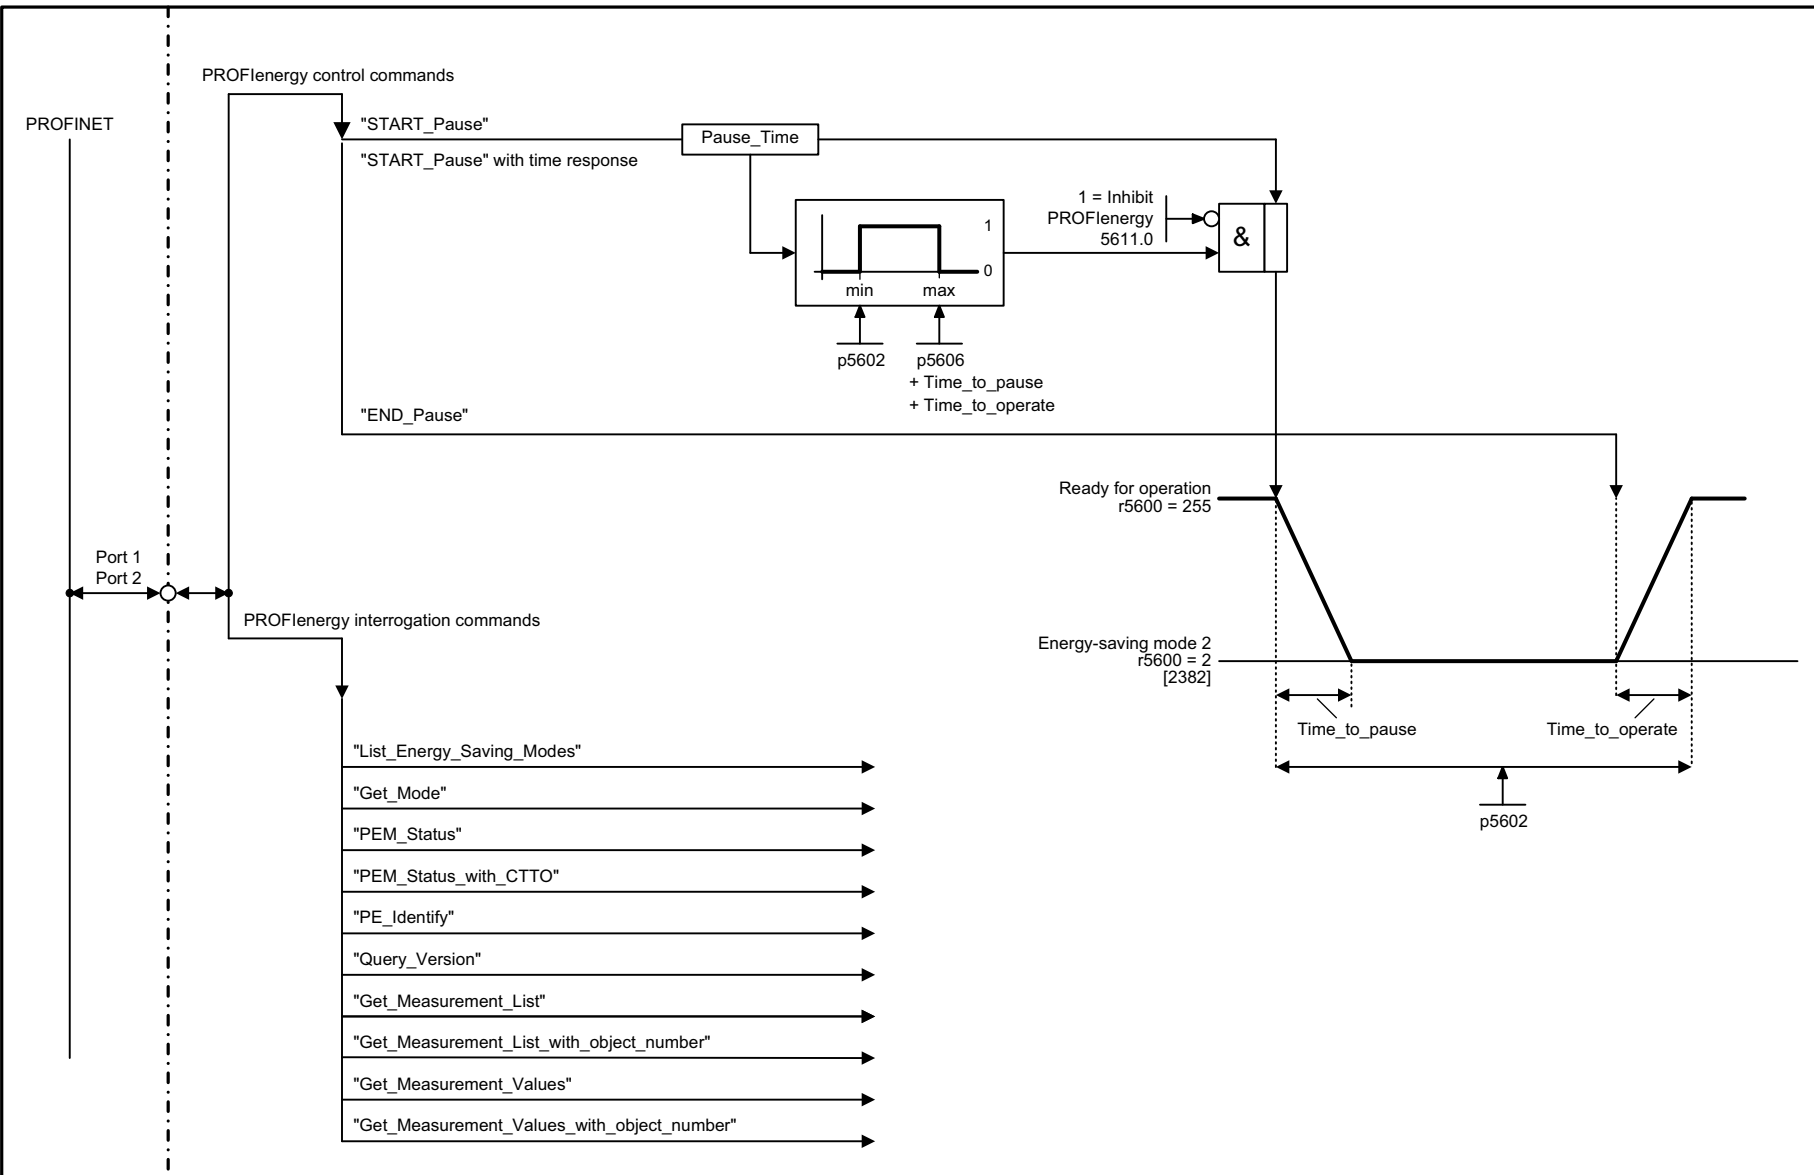 PROFIenergy control commands
PROFINET
"START_Pause"
"START_Pause" with time response
Pause_Time
1 = Inhibit
PROFIenergy
5611.0
&
1
0
min
max
p5602
p5606
+ Time_to_pause
+ Time_to_operate
"END_Pause"
Ready for operation
r5600 = 255
Port 1
Port 2
PROFIenergy interrogation commands
Energy-saving mode 2
r5600 = 2
[2382]
Time_to_pause
Time_to_operate
p5602
"List_Energy_Saving_Modes"
"Get_Mode"
"PEM_Status"
"PEM_Status_with_CTTO"
"PE_Identify"
"Query_Version"
"Get_Measurement_List"
"Get_Measurement_List_with_object_number"
"Get_Measurement_Values"
"Get_Measurement_Values_with_object_number"